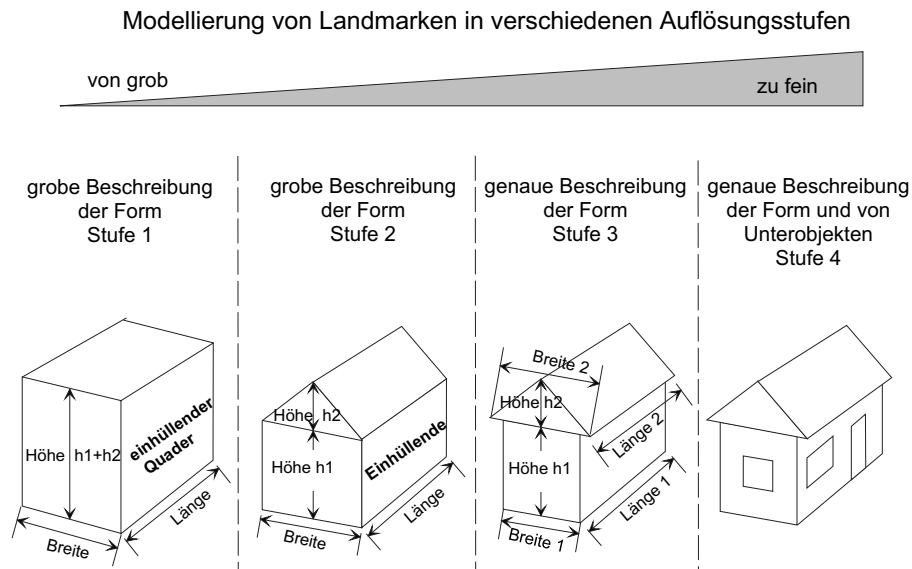 Modellierung von Landmarken in verschiedenen Auflösungsstufen
von grob
zu fein
grobe Beschreibung
der Form
Stufe 1
grobe Beschreibung
der Form
Stufe 2
genaue Beschreibung
der Form
Stufe 3
genaue Beschreibung
der Form und von
Unterobjekten
Stufe 4
Höhe h1+h2
einhüllender
Quader
Breite
Länge
Höhe h2
Höhe h1
Einhüllende
Breite
Länge
Breite 2
Höhe h2
Länge 2
Höhe h1
Breite 1
Länge 1